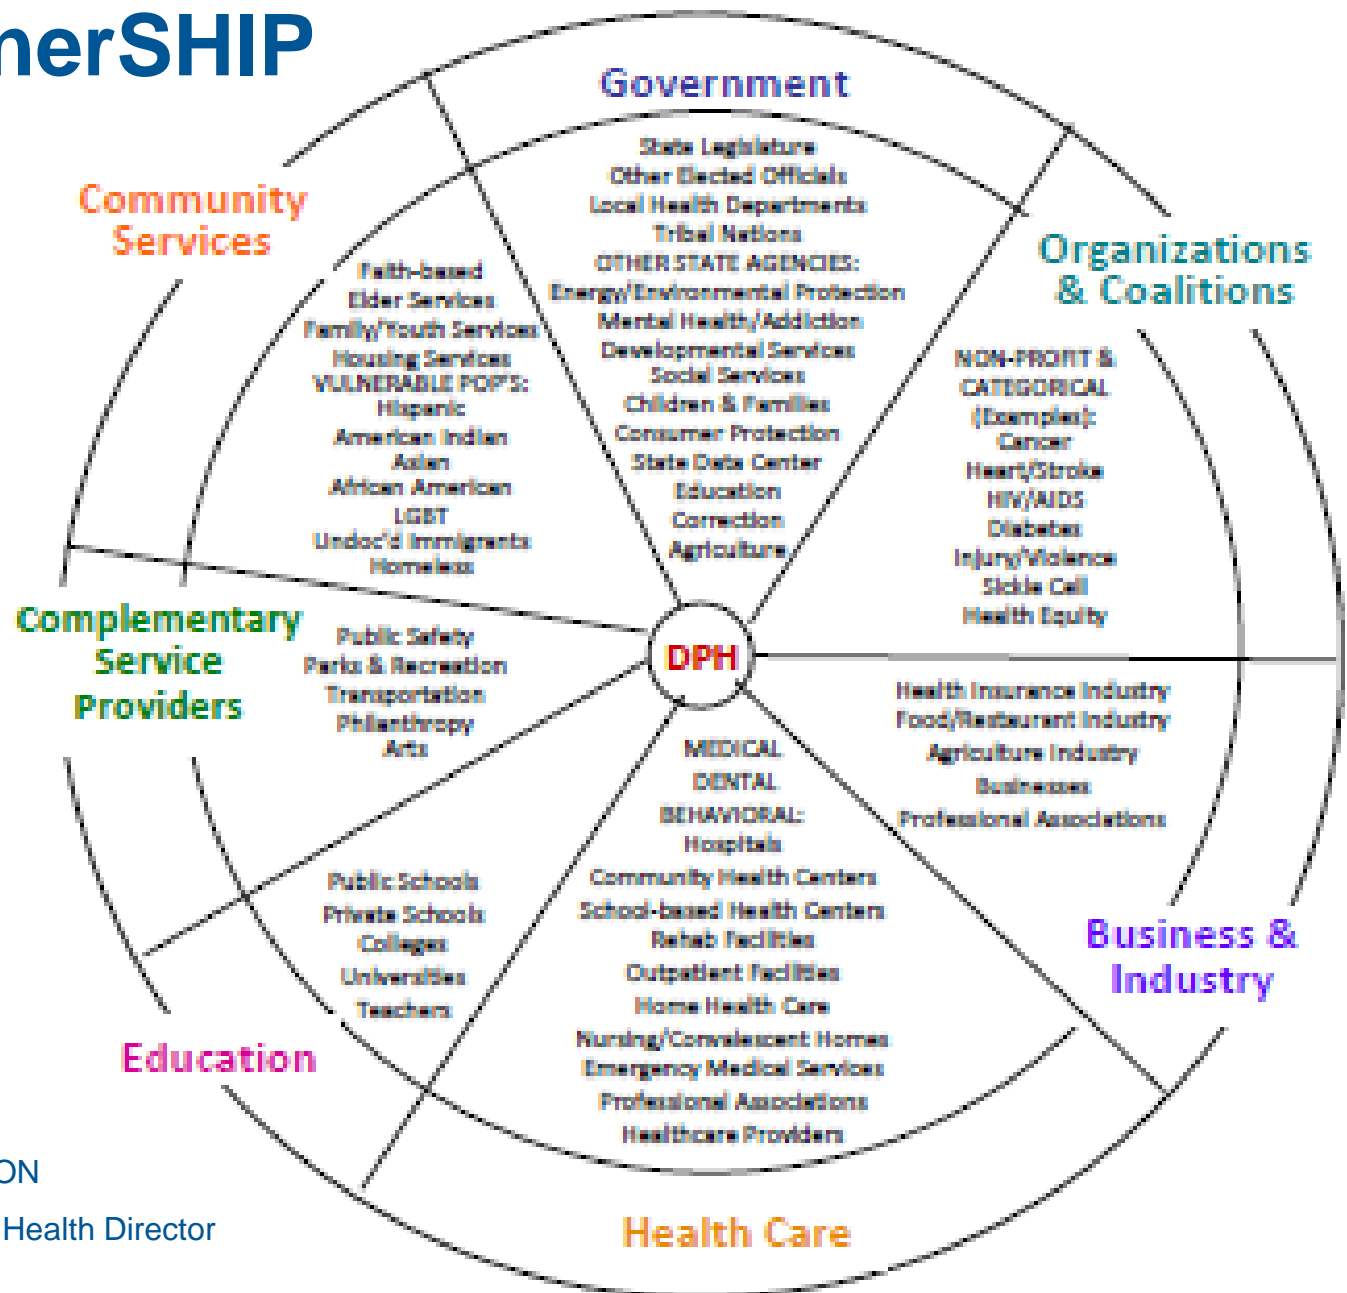 nerSHIP
Government
State Legislature
Other Elected Officials
Local Health Departments
Tribal Nations
OTHER STATE AGENCIES:
Energy/Environmental Protection
Mental Health/Addiction
Developmental Services
Social Services
Children & Families
Consumer Protection
State Data Center
Education
Correction
Agriculture
Organizations
& Coalitions
NON-PROFIT &
CATEGORICAL
(Examples):
Cancer
Heart/Stroke
HIV/AIDS
Diabetes
Injury/Violence
Sickle Cell
Health Equity
Community
Services
Faith-based
Elder Services
Family/Youth Services
Housing Services
VULNERABLE POP'S:
Hispanic
American Indian
Asian
African American
LGBT
Undoc'd Immigrants
Homeless
Complementary
Service
Providers
Public Safety
Parks & Recreation
Transportation
Philanthropy
Arts
DPH
Health Insurance Industry
Food/Restaurant Industry
Agriculture Industry
Businesses
Professional Associations
Business &
Industry
MEDICAL
DENTAL
BEHAVIORAL:
Hospitals
Community Health Centers
School-based Health Centers
Rehab Facilities
Outpatient Facilities
Home Health Care
Nursing/Convalescent Homes
Emergency Medical Services
Professional Associations
Healthcare Providers
Health Care
Public Schools
Private Schools
Colleges
Universities
Teachers
Education
ON
Health Director